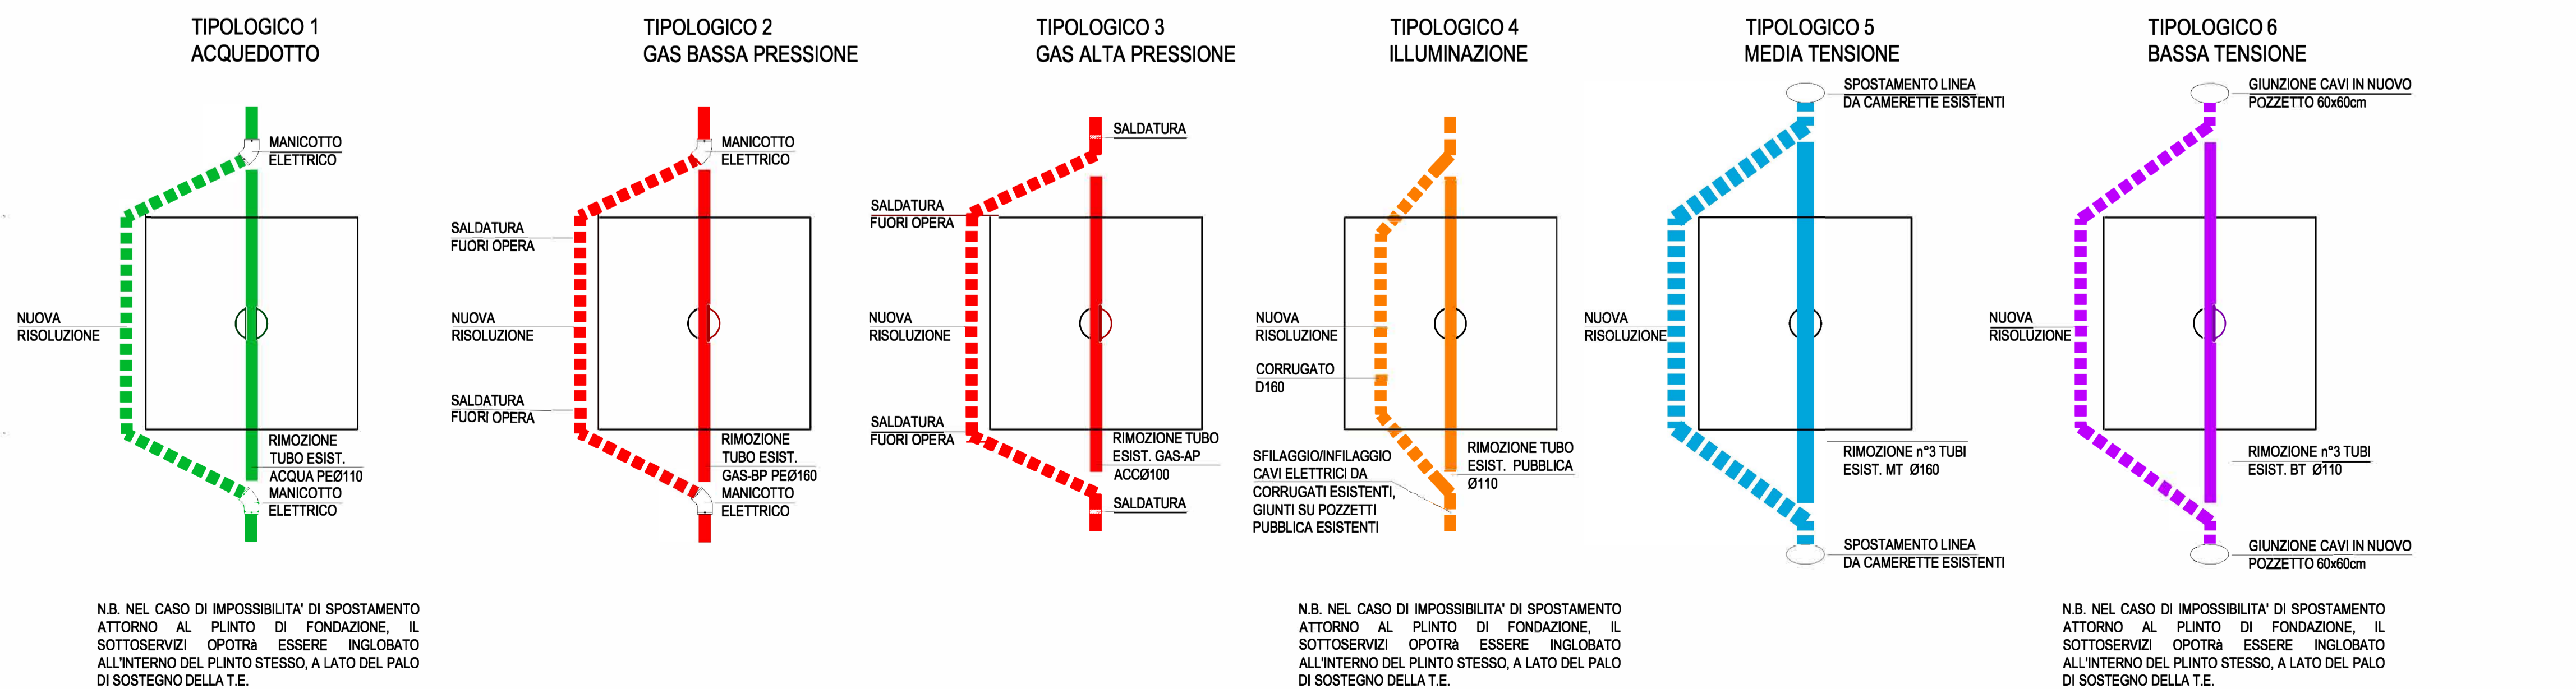 TIPOLOGICO 1
ACQUEDOTTO
MANICOTTO
ELETTRICO
NUOVA
RISOLUZIONE
RIMOZIONE
TUBO ESIST.
ACQUA PEØ110
MANICOTTO
ELETTRICO
N.B. NEL CASO DI IMPOSSIBILITA' DI SPOSTAMENTO
ATTORNO AL PLINTO DI FONDAZIONE, IL
SOTTOSERVIZI OPOTRà ESSERE INGLOBATO
ALL'INTERNO DEL PLINTO STESSO, A LATO DEL PALO
DI SOSTEGNO DELLA T.E.
TIPOLOGICO 2
GAS BASSA PRESSIONE
MANICOTTO
ELETTRICO
SALDATURA
FUORI OPERA
NUOVA
RISOLUZIONE
SALDATURA
FUORI OPERA
RIMOZIONE
TUBO ESIST.
GAS-BP PEØ160
MANICOTTO
ELETTRICO
TIPOLOGICO 3
GAS ALTA PRESSIONE
SALDATURA
SALDATURA
FUORI OPERA
NUOVA
RISOLUZIONE
SALDATURA
FUORI OPERA
RIMOZIONE TUBO
ESIST. GAS-AP
ACCØ100
SALDATURA
TIPOLOGICO 4
ILLUMINAZIONE
NUOVA
RISOLUZIONE
CORRUGATO
D160
RIMOZIONE TUBO
ESIST. PUBBLICA
Ø110
SFILAGGIO/INFILAGGIO
CAVI ELETTRICI DA
CORRUGATI ESISTENTI,
GIUNTI SU POZZETTI
PUBBLICA ESISTENTI
N.B. NEL CASO DI IMPOSSIBILITA' DI SPOSTAMENTO
ATTORNO AL PLINTO DI FONDAZIONE, IL
SOTTOSERVIZI OPOTRà ESSERE INGLOBATO
ALL'INTERNO DEL PLINTO STESSO, A LATO DEL PALO
DI SOSTEGNO DELLA T.E.
TIPOLOGICO 5
MEDIA TENSIONE
SPOSTAMENTO LINEA
DA CAMERETTE ESISTENTI
NUOVA
RISOLUZIONE
RIMOZIONE n°3 TUBI
ESIST. MT Ø160
SPOSTAMENTO LINEA
DA CAMERETTE ESISTENTI
TIPOLOGICO 6
BASSA TENSIONE
GIUNZIONE CAVI IN NUOVO
POZZETTO 60x60cm
NUOVA
RISOLUZIONE
RIMOZIONE n°3 TUBI
ESIST. BT Ø110
GIUNZIONE CAVI IN NUOVO
POZZETTO 60x60cm
N.B. NEL CASO DI IMPOSSIBILITA' DI SPOSTAMENTO
ATTORNO AL PLINTO DI FONDAZIONE, IL
SOTTOSERVIZI OPOTRà ESSERE INGLOBATO
ALL'INTERNO DEL PLINTO STESSO, A LATO DEL PALO
DI SOSTEGNO DELLA T.E.